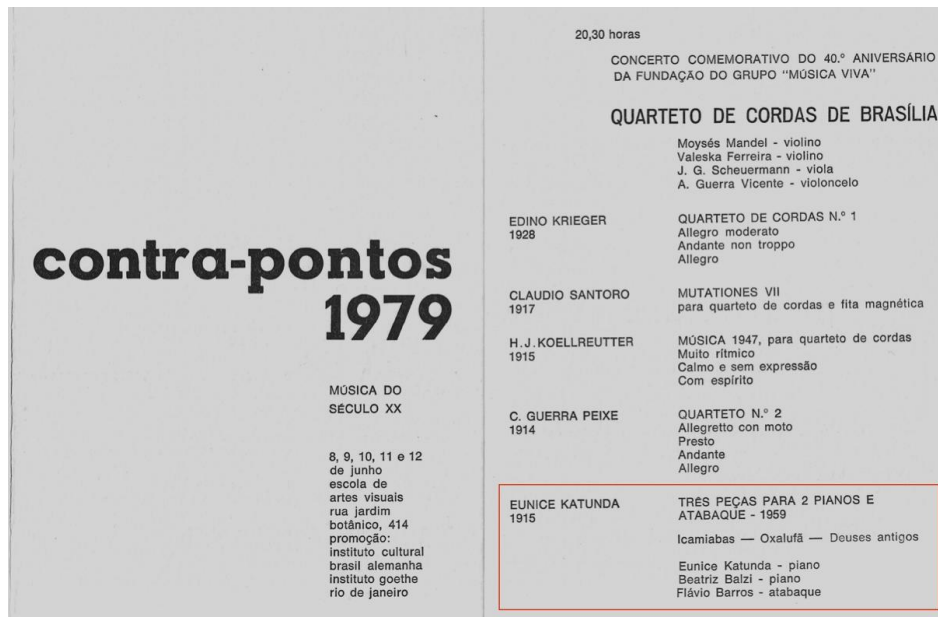 contra-pontos
1979
MÚSICA DO
SÉCULO XX
8, 9, 10, 11 e 12
de junho
escola de
artes visuais
rua jardim
botânico, 414
promoção:
instituto cultural
brasil alemanha
instituto goethe
rio de janeiro
20,30 horas
CONCERTO COMEMORATIVO DO 40.º ANIVERSÁRIO
DA FUNDAÇÃO DO GRUPO "MÚSICA VIVA"
QUARTETO DE CORDAS DE BRASÍLIA
Moysés Mandel - violino
Valeska Ferreira - violino
J. G. Scheuermann - viola
A. Guerra Vicente - violoncelo
EDINO KRIEGER QUARTETO DE CORDAS N.º 1
1928 Allegro moderato
Andante non troppo
Allegro
CLAUDIO SANTORO MUTATIONES VII
1917 para quarteto de cordas e fita magnética
H.J.KOELLREUTTER MÚSICA 1947, para quarteto de cordas
1915 Muito rítmico
Calmo e sem expressão
Com espírito
C. GUERRA PEIXE QUARTETO N.º 2
1914 Allegretto con moto
Presto
Andante
Allegro
EUNICE KATUNDA TRÊS PEÇAS PARA 2 PIANOS E
1915 ATABAQUE - 1959
Icamiabas — Oxalufã — Deuses antigos
Eunice Katunda - piano
Beatriz Balzi - piano
Flávio Barros - atabaque